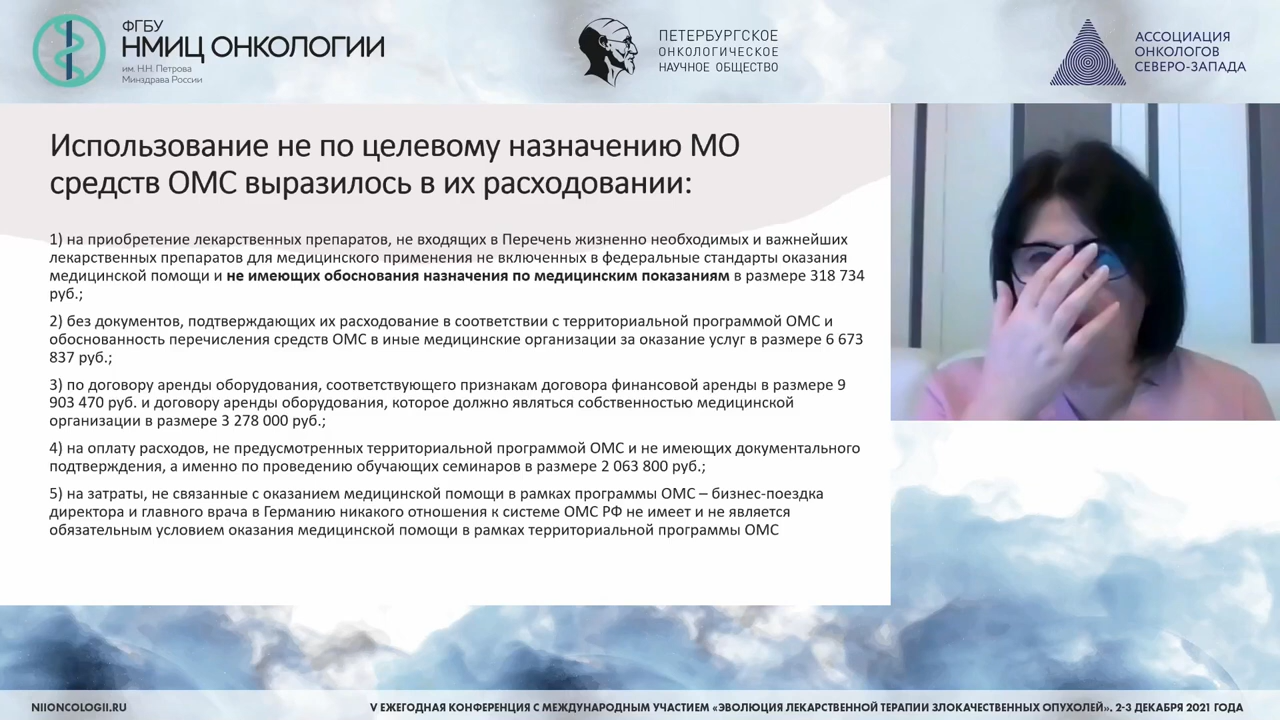 ФГБУ
НМИЦ ОНКОЛОГИИ
им. Н.Н. Петрова
Минздрава России
ПЕТЕРБУРГСКОЕ
ОНКОЛОГИЧЕСКОЕ
НАУЧНОЕ ОБЩЕСТВО
АССОЦИАЦИЯ
ОНКОЛОГОВ
СЕВЕРО-ЗАПАДА
Использование не по целевому назначению МО
средств ОМС выразилось в их расходовании:
1) на приобретение лекарственных препаратов, не входящих в Перечень жизненно необходимых и важнейших
лекарственных препаратов для медицинского применения не включенных в федеральные стандарты оказания
медицинской помощи и не имеющих обоснования назначения по медицинским показаниям в размере 318 734
руб.;
2) без документов, подтверждающих их расходование в соответствии с территориальной программой ОМС и
обоснованность перечисления средств ОМС в иные медицинские организации за оказание услуг в размере 6 673
837 руб.;
3) по договору аренды оборудования, соответствующего признакам договора финансовой аренды в размере 9
903 470 руб. и договору аренды оборудования, которое должно являться собственностью медицинской
организации в размере 3 278 000 руб.;
4) на оплату расходов, не предусмотренных территориальной программой ОМС и не имеющих документального
подтверждения, а именно по проведению обучающих семинаров в размере 2 063 800 руб.;
5) на затраты, не связанные с оказанием медицинской помощи в рамках программы ОМС – бизнес-поездка
директора и главного врача в Германию никакого отношения к системе ОМС РФ не имеет и не является
обязательным условием оказания медицинской помощи в рамках территориальной программы ОМС
NIIONCOLOGII.RU
V ЕЖЕГОДНАЯ КОНФЕРЕНЦИЯ С МЕЖДУНАРОДНЫМ УЧАСТИЕМ «ЭВОЛЮЦИЯ ЛЕКАРСТВЕННОЙ ТЕРАПИИ ЗЛОКАЧЕСТВЕННЫХ ОПУХОЛЕЙ». 2-3 ДЕКАБРЯ 2021 ГОДА